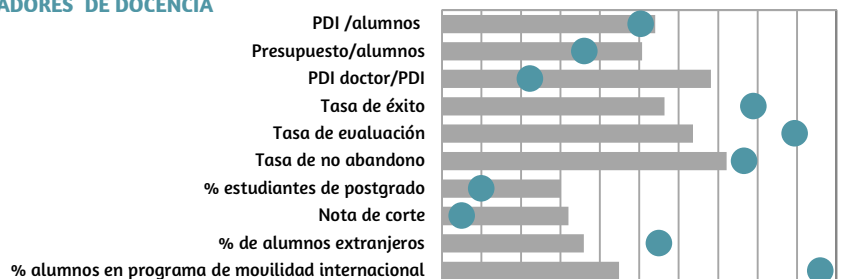 ADORES DE DOCENCIA
PDI /alumnos
Presupuesto/alumnos
PDI doctor/PDI
Tasa de éxito
Tasa de evaluación
Tasa de no abandono
% estudiantes de postgrado
Nota de corte
% de alumnos extranjeros
% alumnos en programa de movilidad internacional